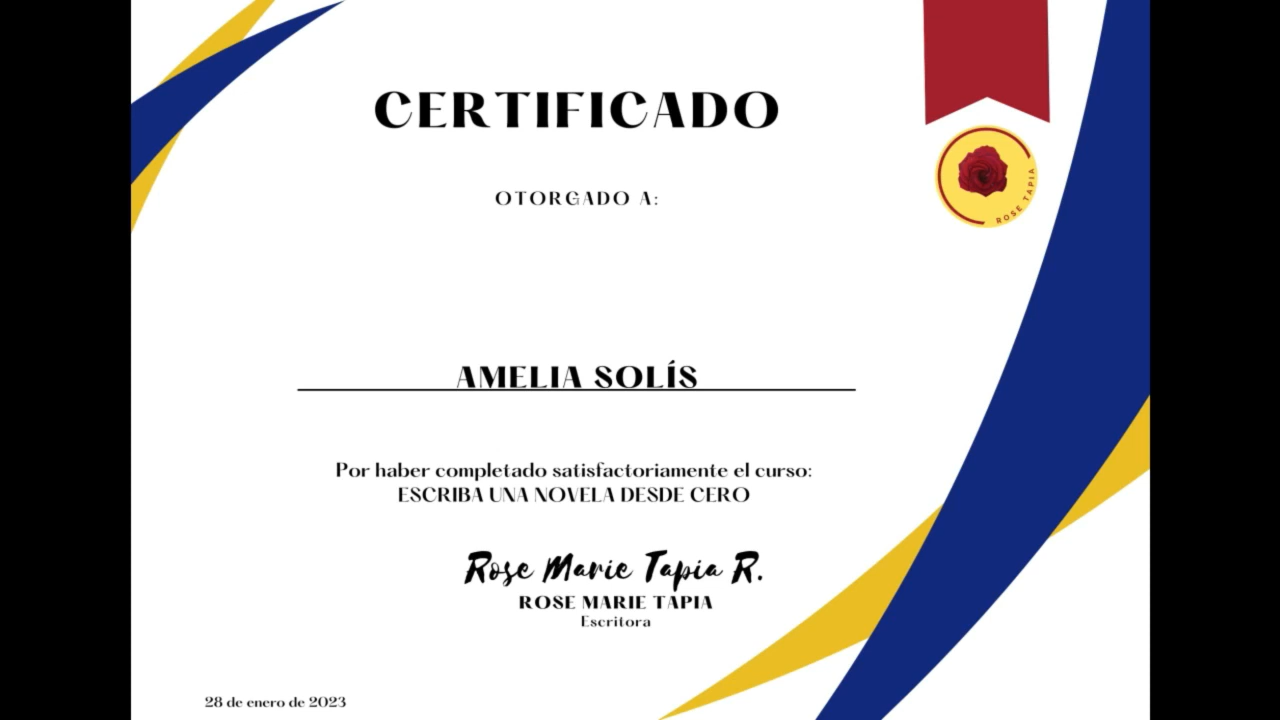 CERTIFICADO
ROSE TAPIA
OTORGADO A:
AMELIA SOLÍS
Por haber completado satisfactoriamente el curso:
ESCRIBA UNA NOVELA DESDE CERO
Rose Marie Tapia R.
ROSE MARIE TAPIA
Escritora
28 de enero de 2023